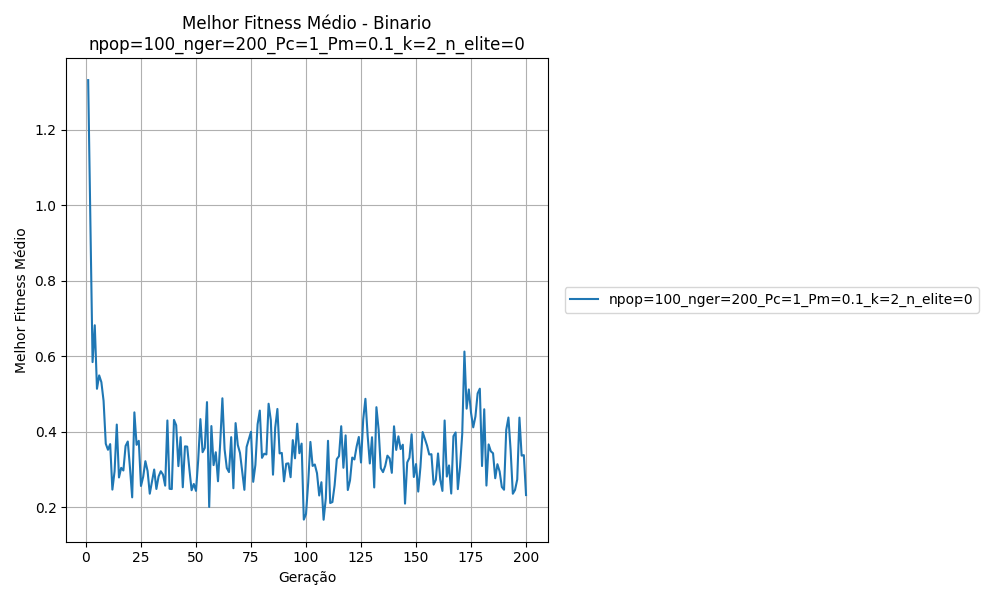 Melhor Fitness Médio - Binario
npop=100_nger=200_Pc=1_Pm=0.1_k=2_n_elite=0
Melhor Fitness Médio
1.2
1.0
0.8
0.6
0.4
0.2
0 25 50 75 100 125 150 175 200
Geração
npop=100_nger=200_Pc=1_Pm=0.1_k=2_n_elite=0